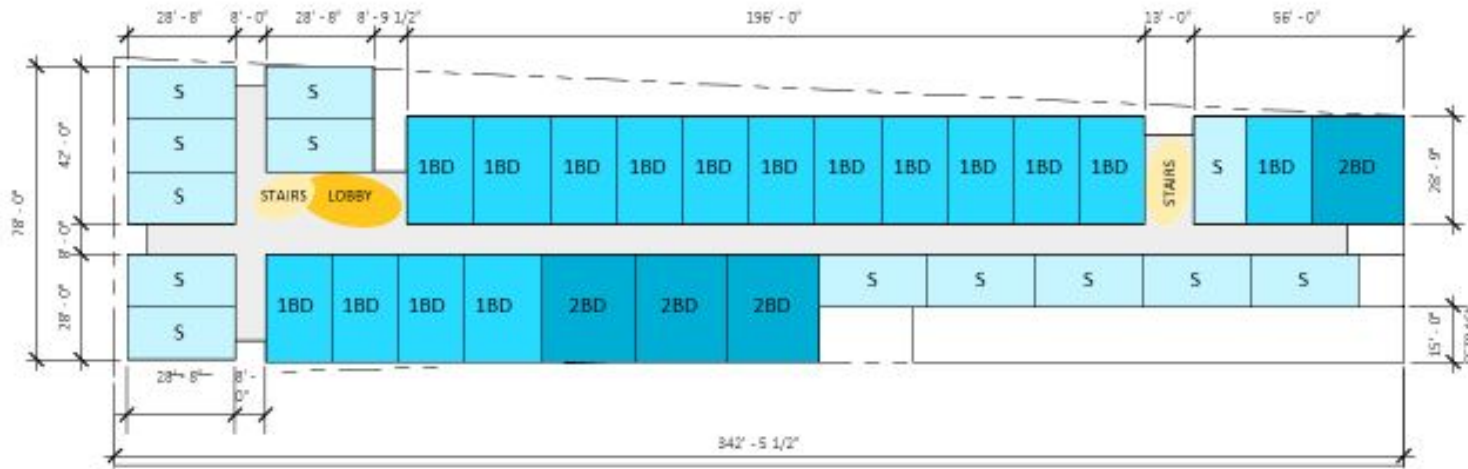 28' - 8" 8' - 0" 28' - 8" 8' - 9 1/2" 196' - 0" 13' - 0" 56' - 0"
S S
S S
S
STAIRS LOBBY
1BD 1BD 1BD 1BD 1BD 1BD 1BD 1BD 1BD 1BD 1BD
STAIRS
S 1BD 2BD
78' - 0"
42' - 0"
8' - 0"
28' - 0"
28' - 9"
S
S
1BD 1BD 1BD 1BD 2BD 2BD 2BD
S S S S S
15' - 0"
28' - 8" 8' -
0"
342' - 5 1/2"